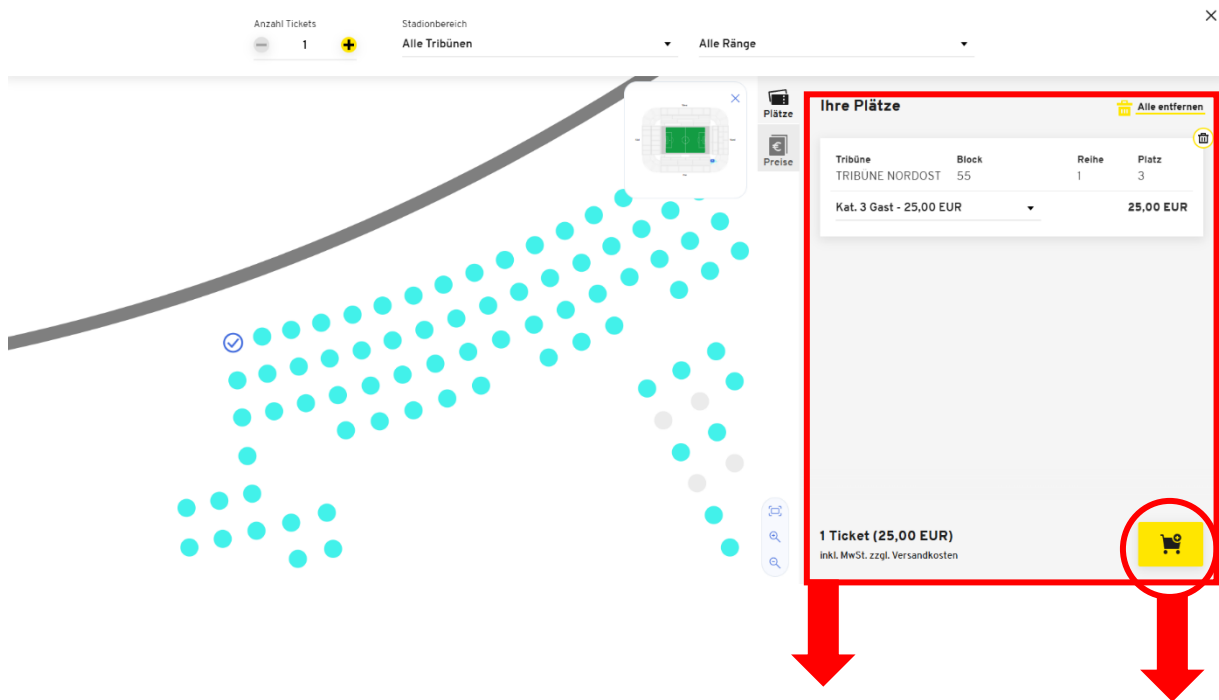 Anzahl Tickets
1
Stadionbereich
Alle Tribünen
Alle Ränge
Plätze
Preise
Ihre Plätze
Alle entfernen
Tribüne Block Reihe Platz
TRIBÜNE NORDOST 55 1 3
Kat. 3 Gast - 25,00 EUR 25,00 EUR
1 Ticket (25,00 EUR)
inkl. MwSt. zzgl. Versandkosten